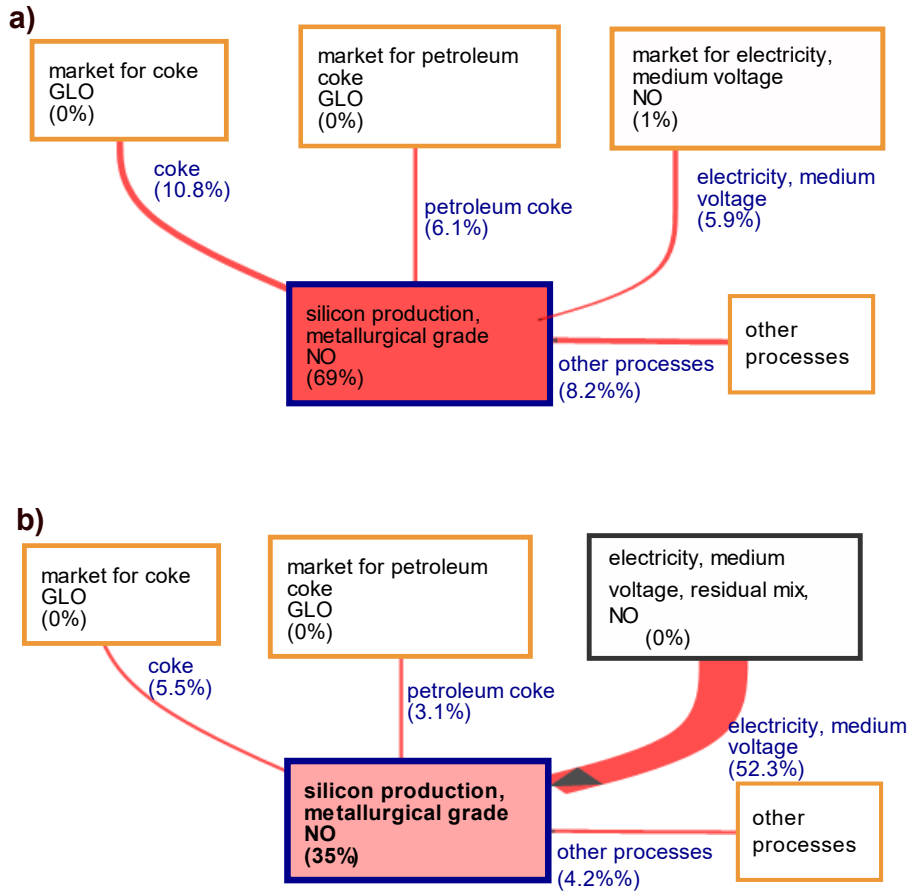 a)
market for coke
GLO
(0%)
market for petroleum
coke
GLO
(0%)
market for electricity,
medium voltage
NO
(1%)
coke
(10.8%)
petroleum coke
(6.1%)
electricity, medium
voltage
(5.9%)
silicon production,
metallurgical grade
NO
(69%)
other processes
(8.2%%)
other
processes
b)
market for coke
GLO
(0%)
market for petroleum
coke
GLO
(0%)
electricity, medium
voltage, residual mix,
NO
(0%)
coke
(5.5%)
petroleum coke
(3.1%)
electricity, medium
voltage
(52.3%)
silicon production,
metallurgical grade
NO
(35%)
other processes
(4.2%%)
other
processes